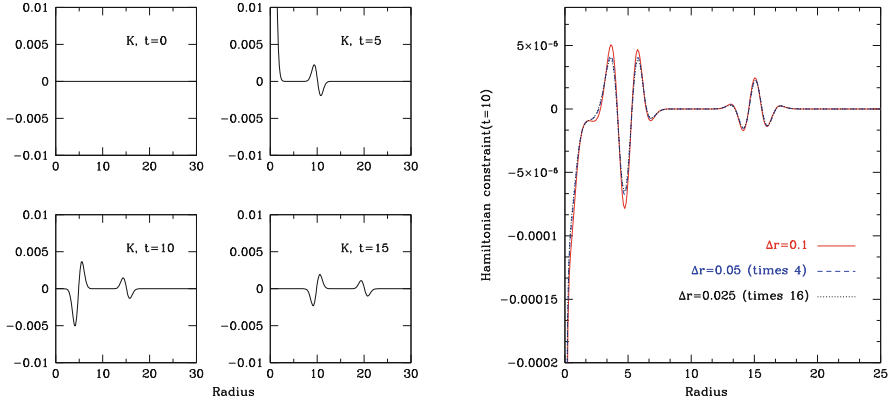 0.01 0.005 0 −0.005 −0.01
K, t=0
0 10 20 30
0.01 0.005 0 −0.005 −0.01
K, t=5
0 10 20 30
0.01 0.005 0 −0.005 −0.01
K, t=10
0 10 20 30
0.01 0.005 0 −0.005 −0.01
K, t=15
0 10 20 30
Radius
Hamiltonian constraint(t=10)
5×10⁻⁵
0
−5×10⁻⁵
−0.0001
−0.00015
−0.0002
Δr=0.1
Δr=0.05 (times 4)
Δr=0.025 (times 16)
0 5 10 15 20 25
Radius